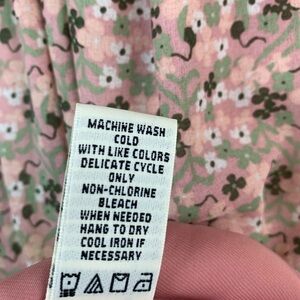 MACHINE WASH
COLD
WITH LIKE COLORS
DELICATE CYCLE
ONLY
NON-CHLORINE
BLEACH
WHEN NEEDED
HANG TO DRY
COOL IRON IF
NECESSARY